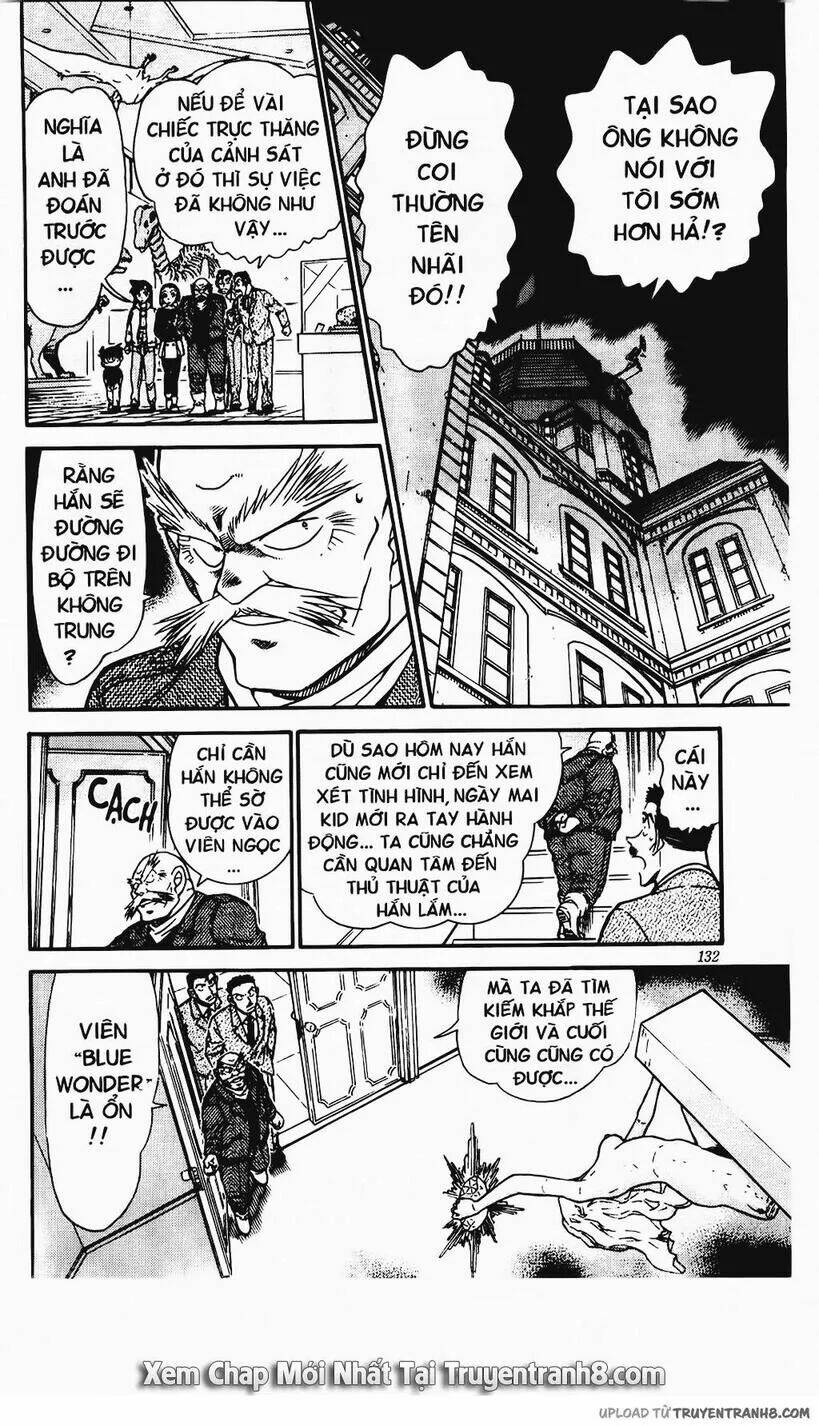 TẠI SAO
ÔNG KHÔNG
NÓI VỚI
TÔI SỚM
HƠN HẢ!?
ĐỪNG
COI
THƯỜNG
TÊN
NHÃI
ĐÓ!!
NẾU ĐỂ VÀI
CHIẾC TRỰC THĂNG
CỦA CẢNH SÁT
Ở ĐÓ THÌ SỰ VIỆC
ĐÃ KHÔNG NHƯ
VẬY...
NGHĨA
LÀ
ANH ĐÃ
ĐOÁN
TRƯỚC
ĐƯỢC
...
RẰNG
HẮN SẼ
ĐƯỜNG
ĐƯỜNG ĐI
BỘ TRÊN
KHÔNG
TRUNG
?
CÁI
NÀY
...
DÙ SAO HÔM NAY HẮN
CŨNG MỚI CHỈ ĐẾN XEM
XÉT TÌNH HÌNH, NGÀY MAI
KID MỚI RA TAY HÀNH
ĐỘNG... TA CŨNG CHẲNG
CẦN QUAN TÂM ĐẾN
THỦ THUẬT CỦA
HẮN LẮM...
CHỈ CẦN
HẮN KHÔNG
THỂ SỜ
ĐƯỢC VÀO
VIÊN NGỌC
CẠCH
132
MÀ TA ĐÃ TÌM
KIẾM KHẮP THẾ
GIỚI VÀ CUỐI
CÙNG CŨNG CÓ
ĐƯỢC...
VIÊN
"BLUE
WONDER"
LÀ ỔN
!!
Xem Chap Mới Nhất Tại Truyentranh8.com
UPLOAD TỪ TRUYENTRANH8.COM